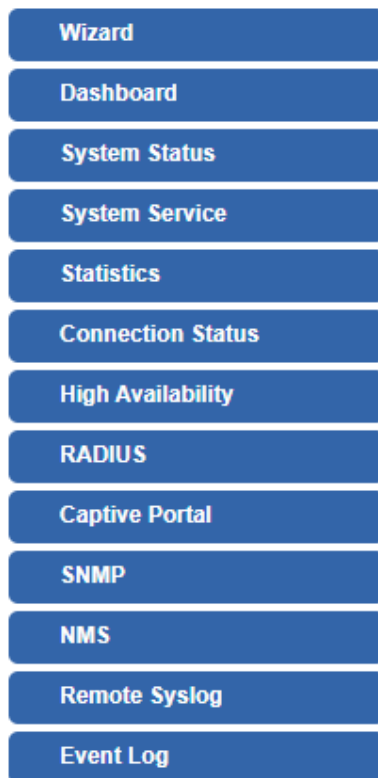 Wizard
Dashboard
System Status
System Service
Statistics
Connection Status
High Availability
RADIUS
Captive Portal
SNMP
NMS
Remote Syslog
Event Log